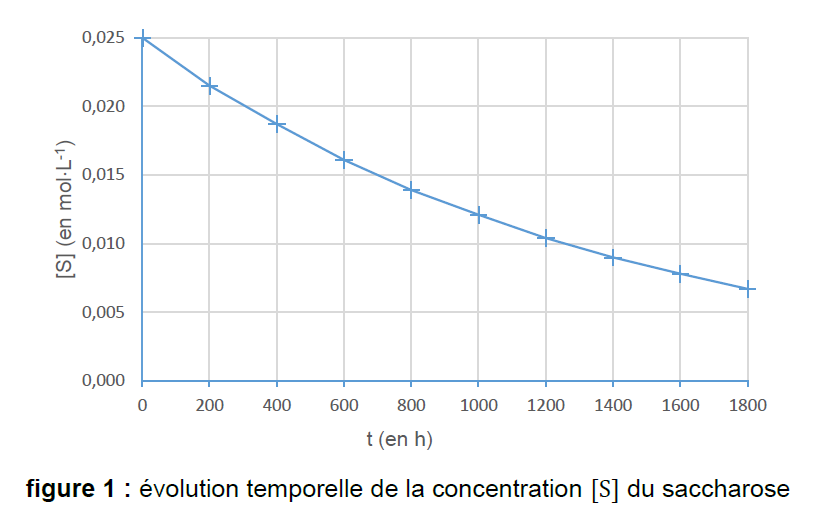 0,025
0,020
0,015
0,010
0,005
0,000
[S] (en mol·L⁻¹)
0 200 400 600 800 1000 1200 1400 1600 1800
t (en h)
figure 1 : évolution temporelle de la concentration [S] du saccharose